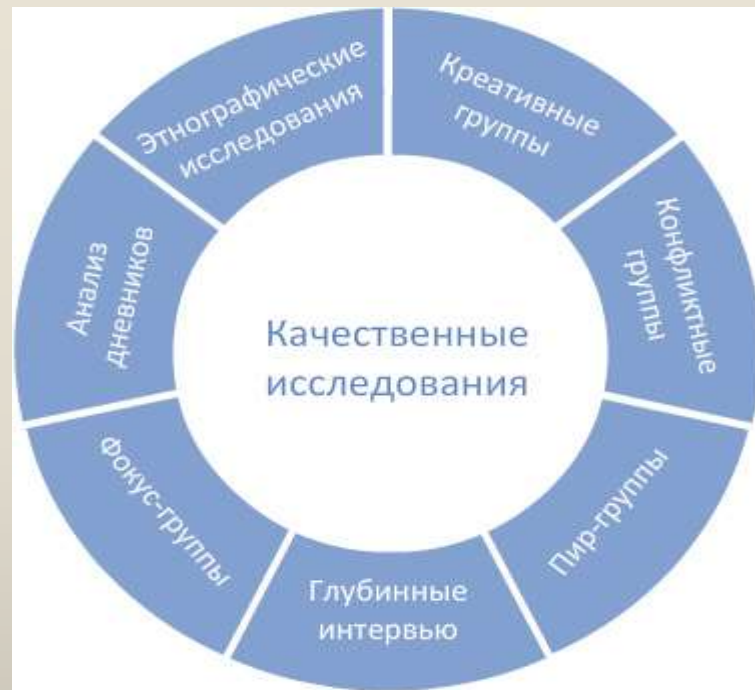 Этнографические
исследования
Креативные
группы
Конфликтные
группы
Пир-группы
Глубинные
интервью
Фокус-группы
Анализ
дневников
Качественные
исследования